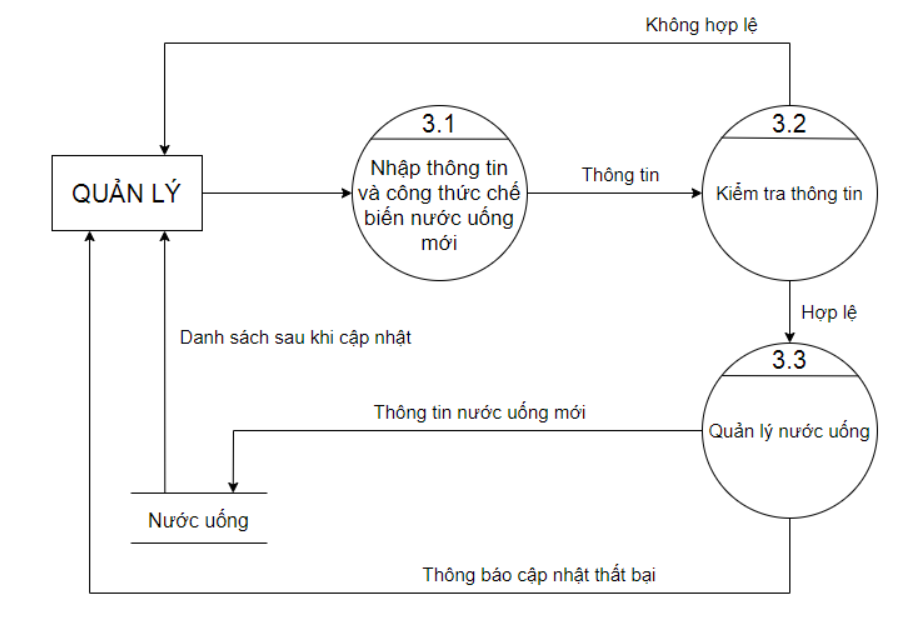 Không hợp lệ
3.1
3.2
QUẢN LÝ
Nhập thông tin
và công thức chế
biến nước uống
mới
Thông tin
Kiểm tra thông tin
Hợp lệ
Danh sách sau khi cập nhật
3.3
Thông tin nước uống mới
Quản lý nước uống
Nước uống
Thông báo cập nhật thất bại